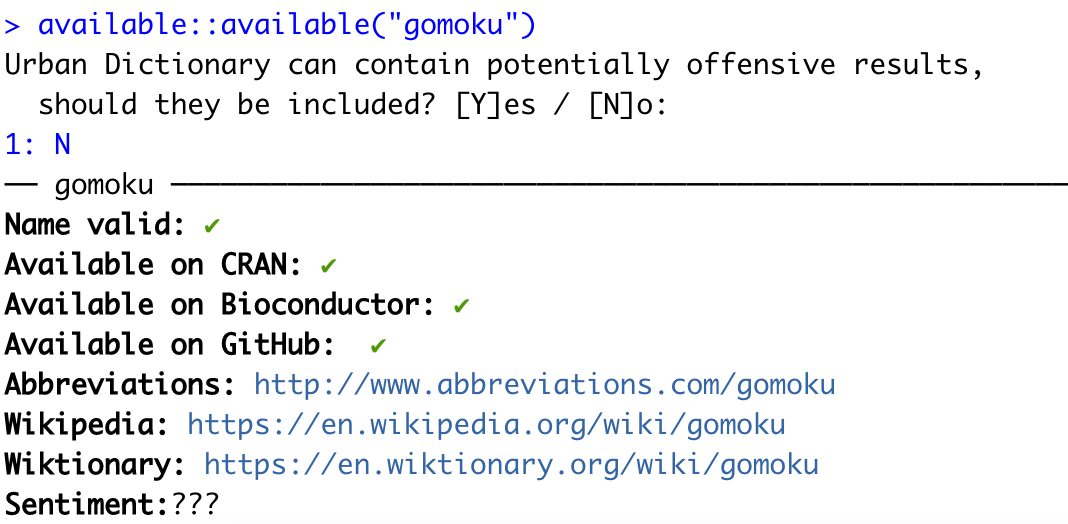 > available::available("gomoku")
Urban Dictionary can contain potentially offensive results,
  should they be included? [Y]es / [N]o:
1: N
── gomoku ──────────────────────────────────────────────────────
Name valid: ✔
Available on CRAN: ✔
Available on Bioconductor: ✔
Available on GitHub:  ✔
Abbreviations: http://www.abbreviations.com/gomoku
Wikipedia: https://en.wikipedia.org/wiki/gomoku
Wiktionary: https://en.wiktionary.org/wiki/gomoku
Sentiment:???